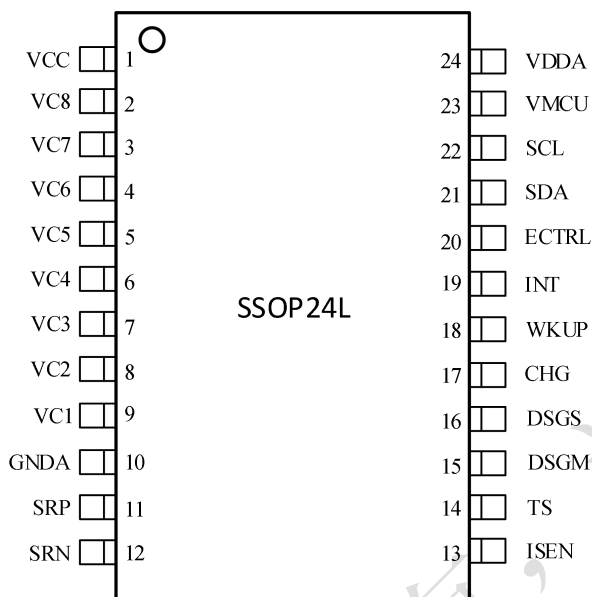 VCC 1 24 VDDA
VC8 2 23 VMCU
VC7 3 22 SCL
VC6 4 21 SDA
VC5 5 20 ECTRL
VC4 6 19 INT
SSOP24L
VC3 7 18 WKUP
VC2 8 17 CHG
VC1 9 16 DSGS
GNDA 10 15 DSGM
SRP 11 14 TS
SRN 12 13 ISEN